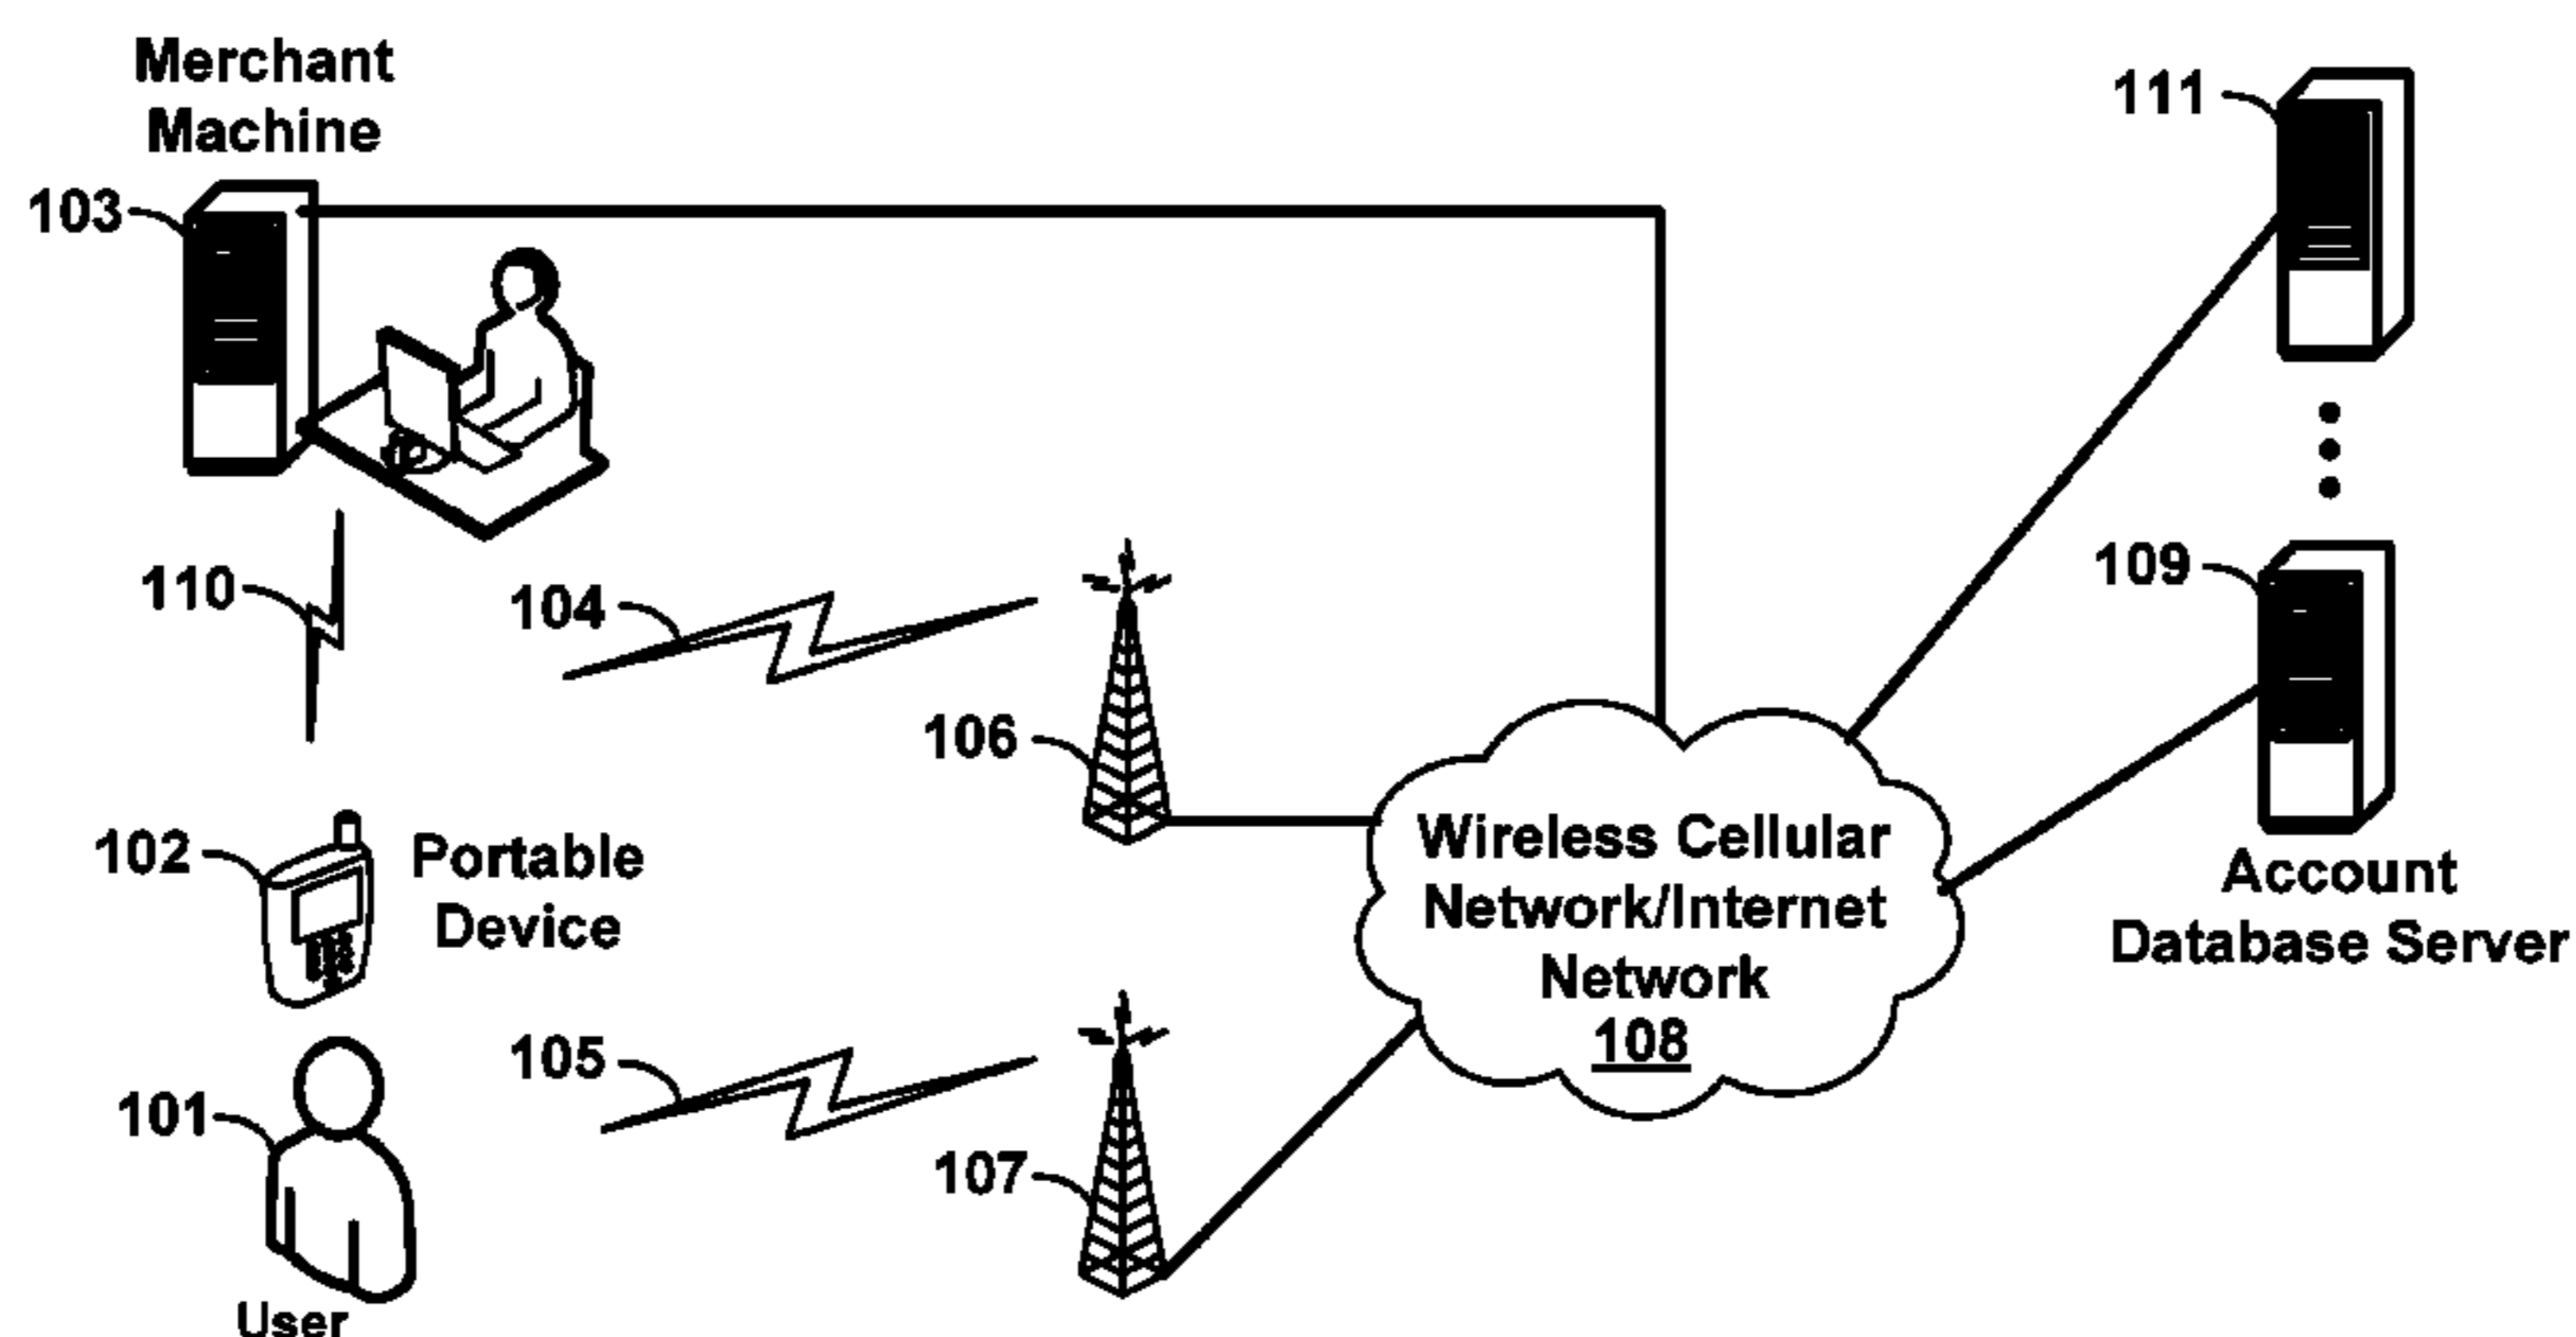 Merchant
Machine
103
111
110
104
109
106
102
Portable
Device
Wireless Cellular
Network/Internet
Network
108
Account
Database Server
105
101
107
User